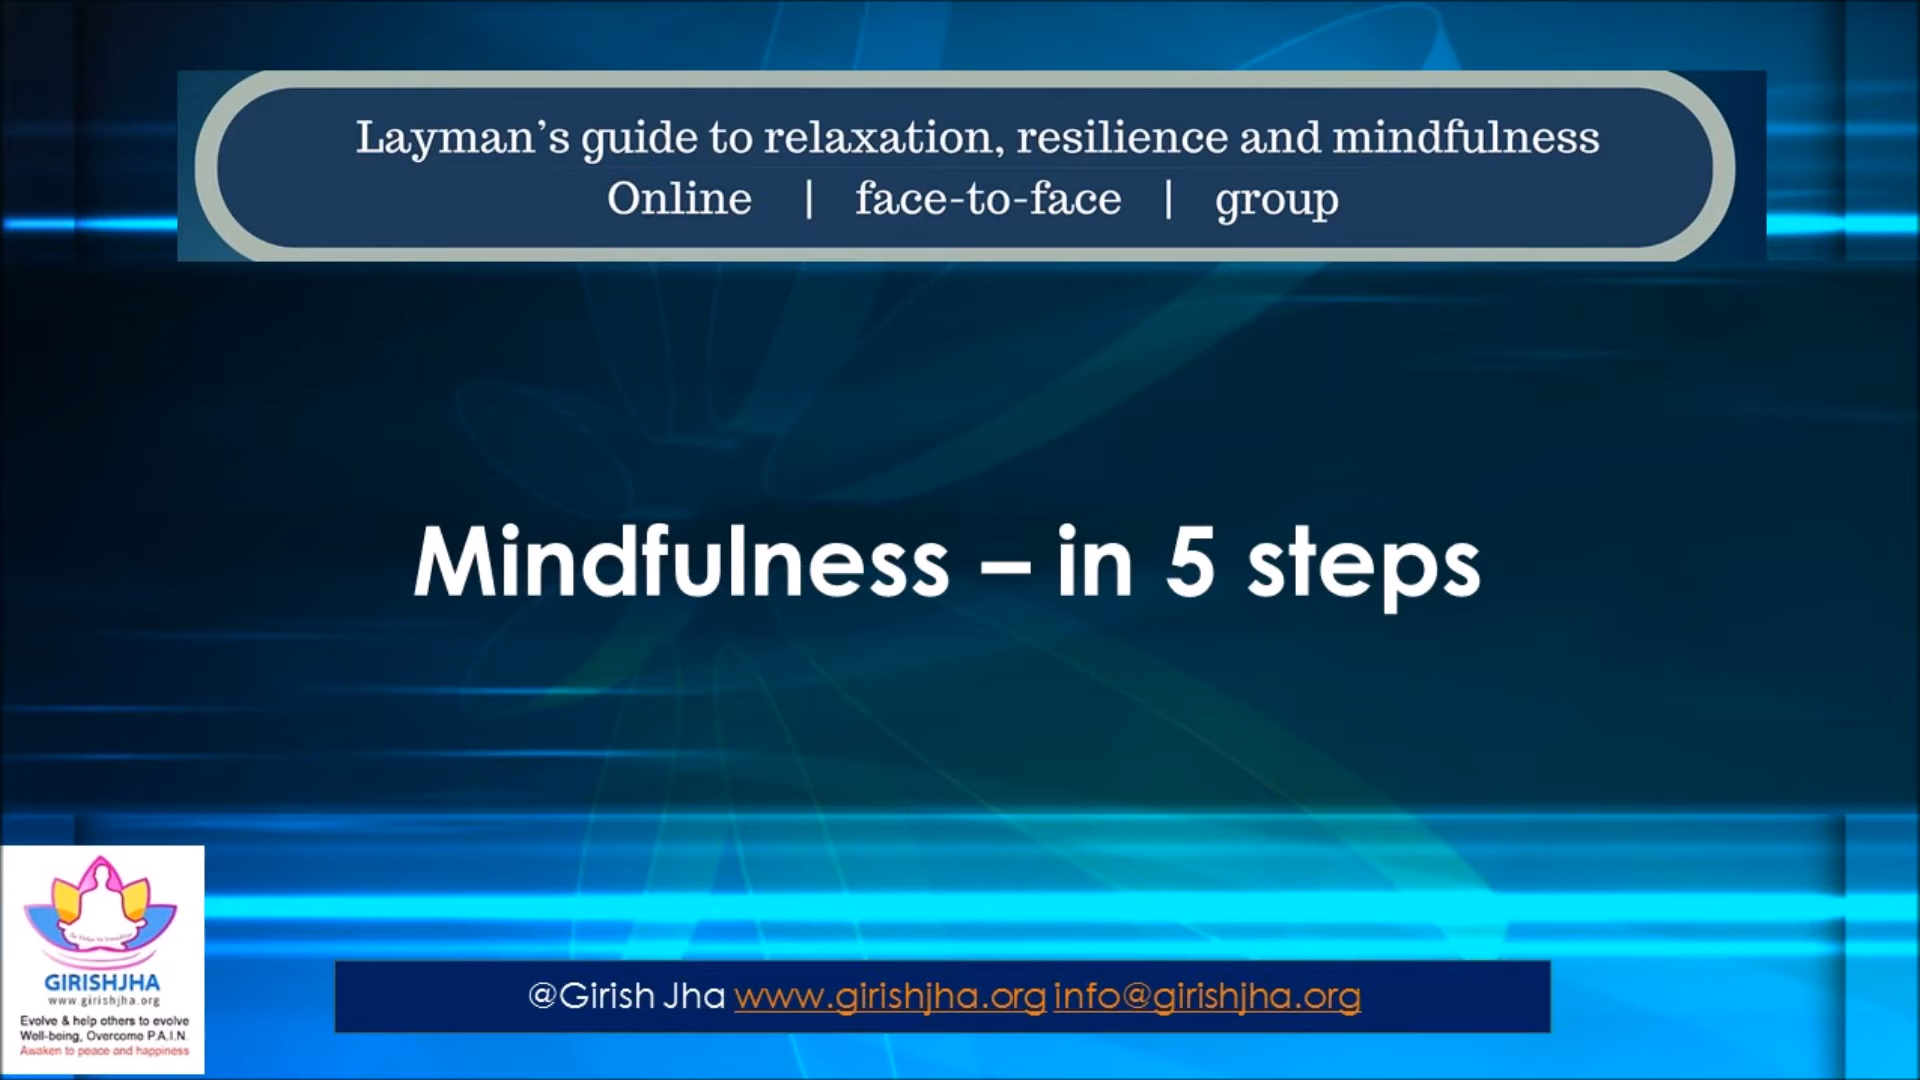 Layman's guide to relaxation, resilience and mindfulness
Online | face-to-face | group
Mindfulness – in 5 steps
GIRISHJHA
www.girishjha.org
Evolve & help others to evolve
Well-being, Overcome P.A.I.N.
Awaken to peace and happiness
@Girish Jha www.girishjha.org info@girishjha.org